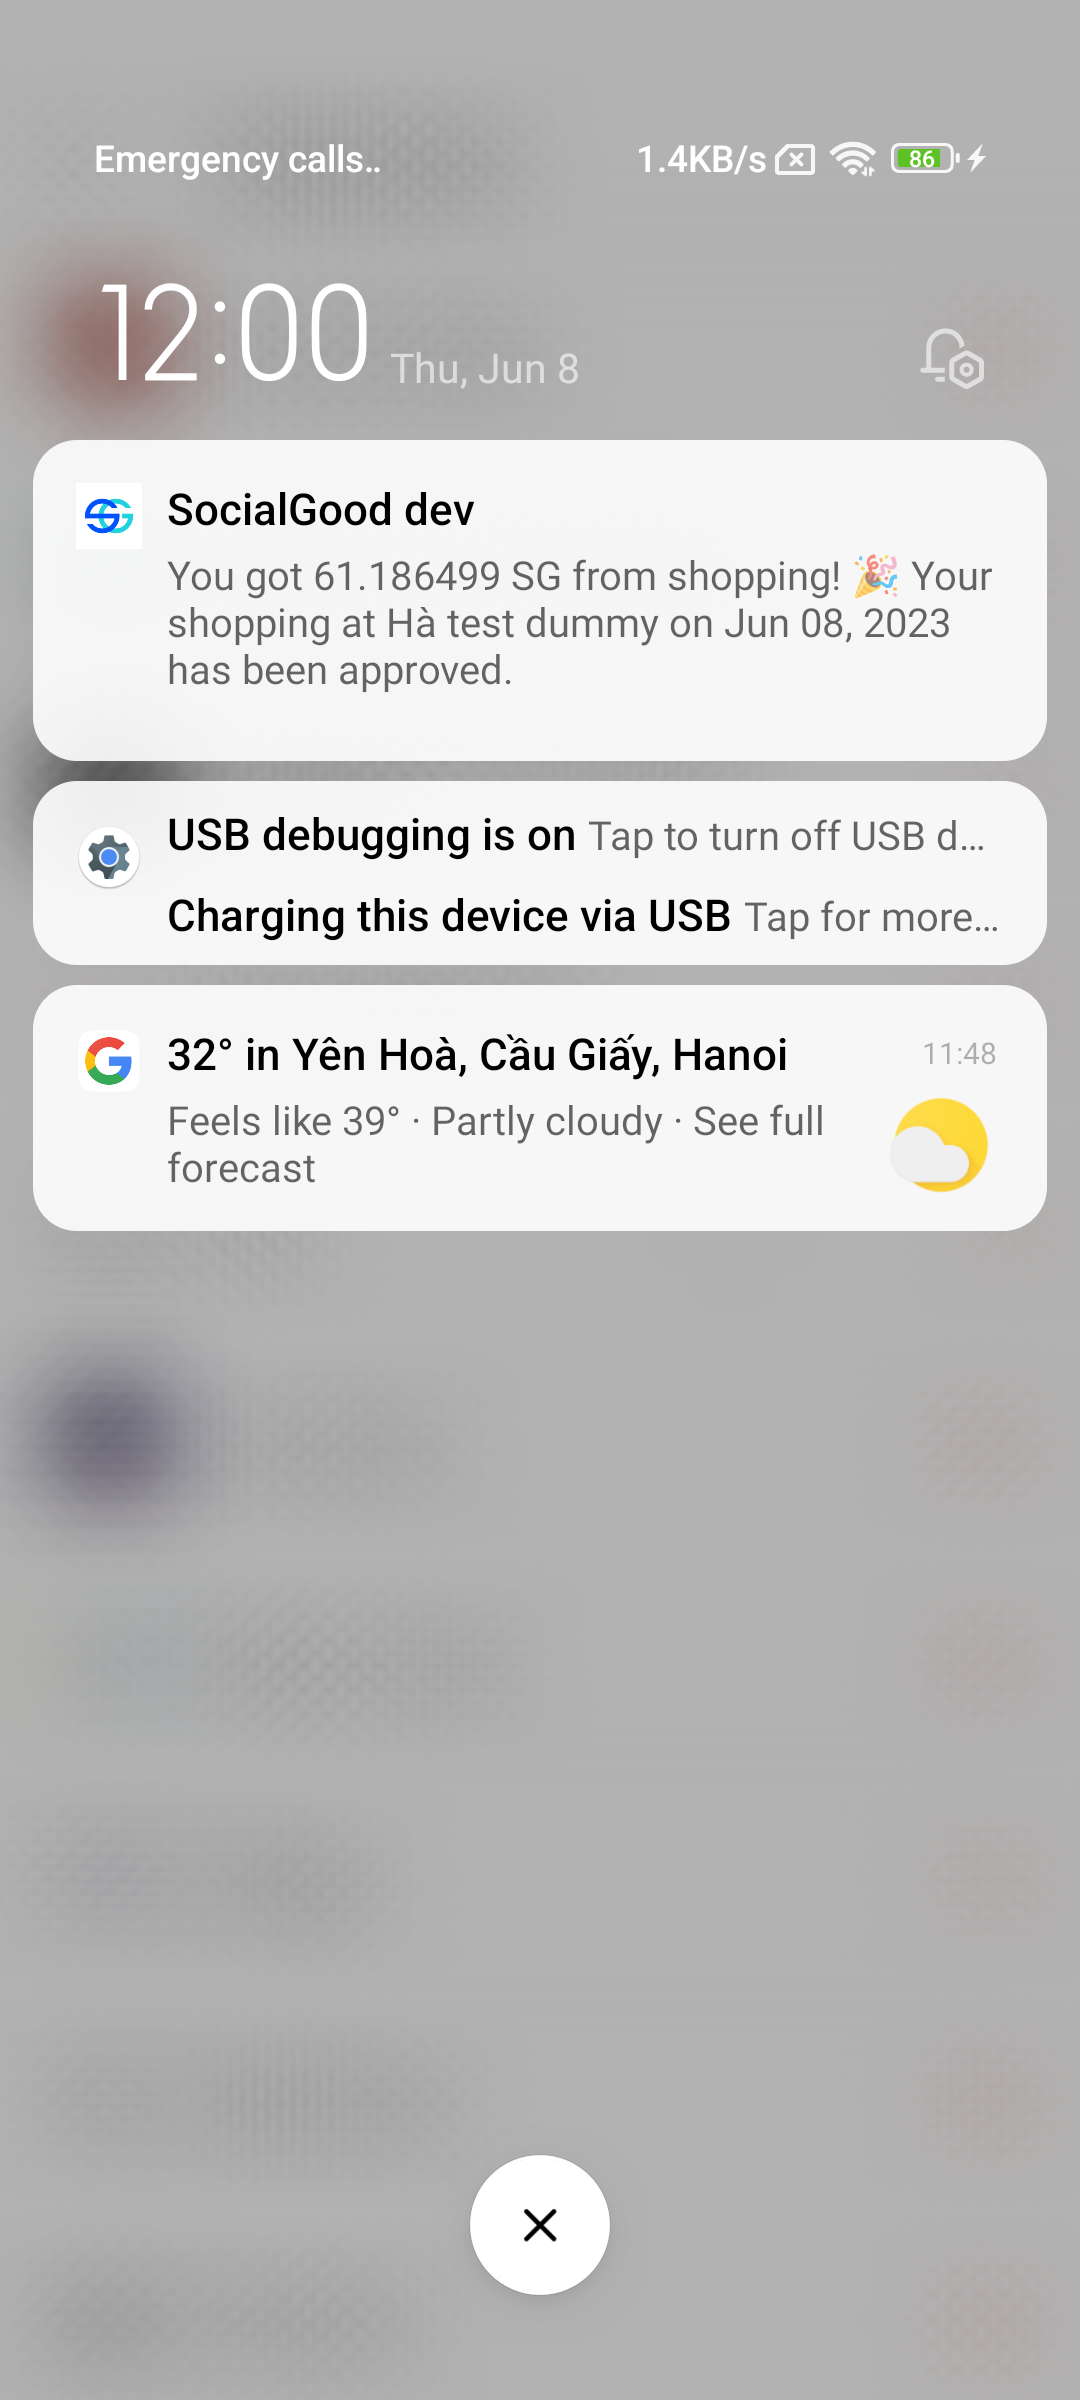 Emergency calls.. 1.4KB/s 86
12:00 Thu, Jun 8
SocialGood dev
You got 61.186499 SG from shopping! 🎉 Your
shopping at Hà test dummy on Jun 08, 2023
has been approved.
USB debugging is on Tap to turn off USB d...
Charging this device via USB Tap for more...
32° in Yên Hoà, Cầu Giấy, Hanoi 11:48
Feels like 39° · Partly cloudy · See full
forecast